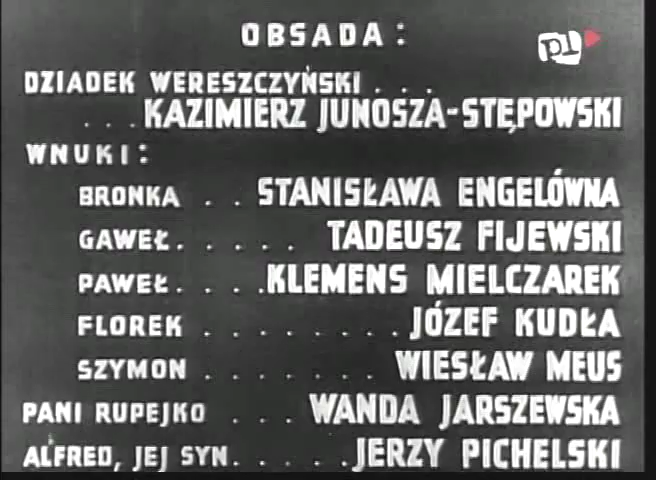 OBSADA:
DZIADEK WERESZCZYŃSKI . . .
. . . KAZIMIERZ JUNOSZA-STĘPOWSKI
WNUKI:
BRONKA . . STANISŁAWA ENGELÓWNA
GAWEŁ. . . . . TADEUSZ FIJEWSKI
PAWEŁ. . . .KLEMENS MIELCZAREK
FLOREK . . . . . . . . JÓZEF KUDŁA
SZYMON . . . . . . . WIESŁAW MEUS
PANI RUPEJKO . . . WANDA JARSZEWSKA
ALFRED, JEJ SYN. . . . . JERZY PICHELSKI